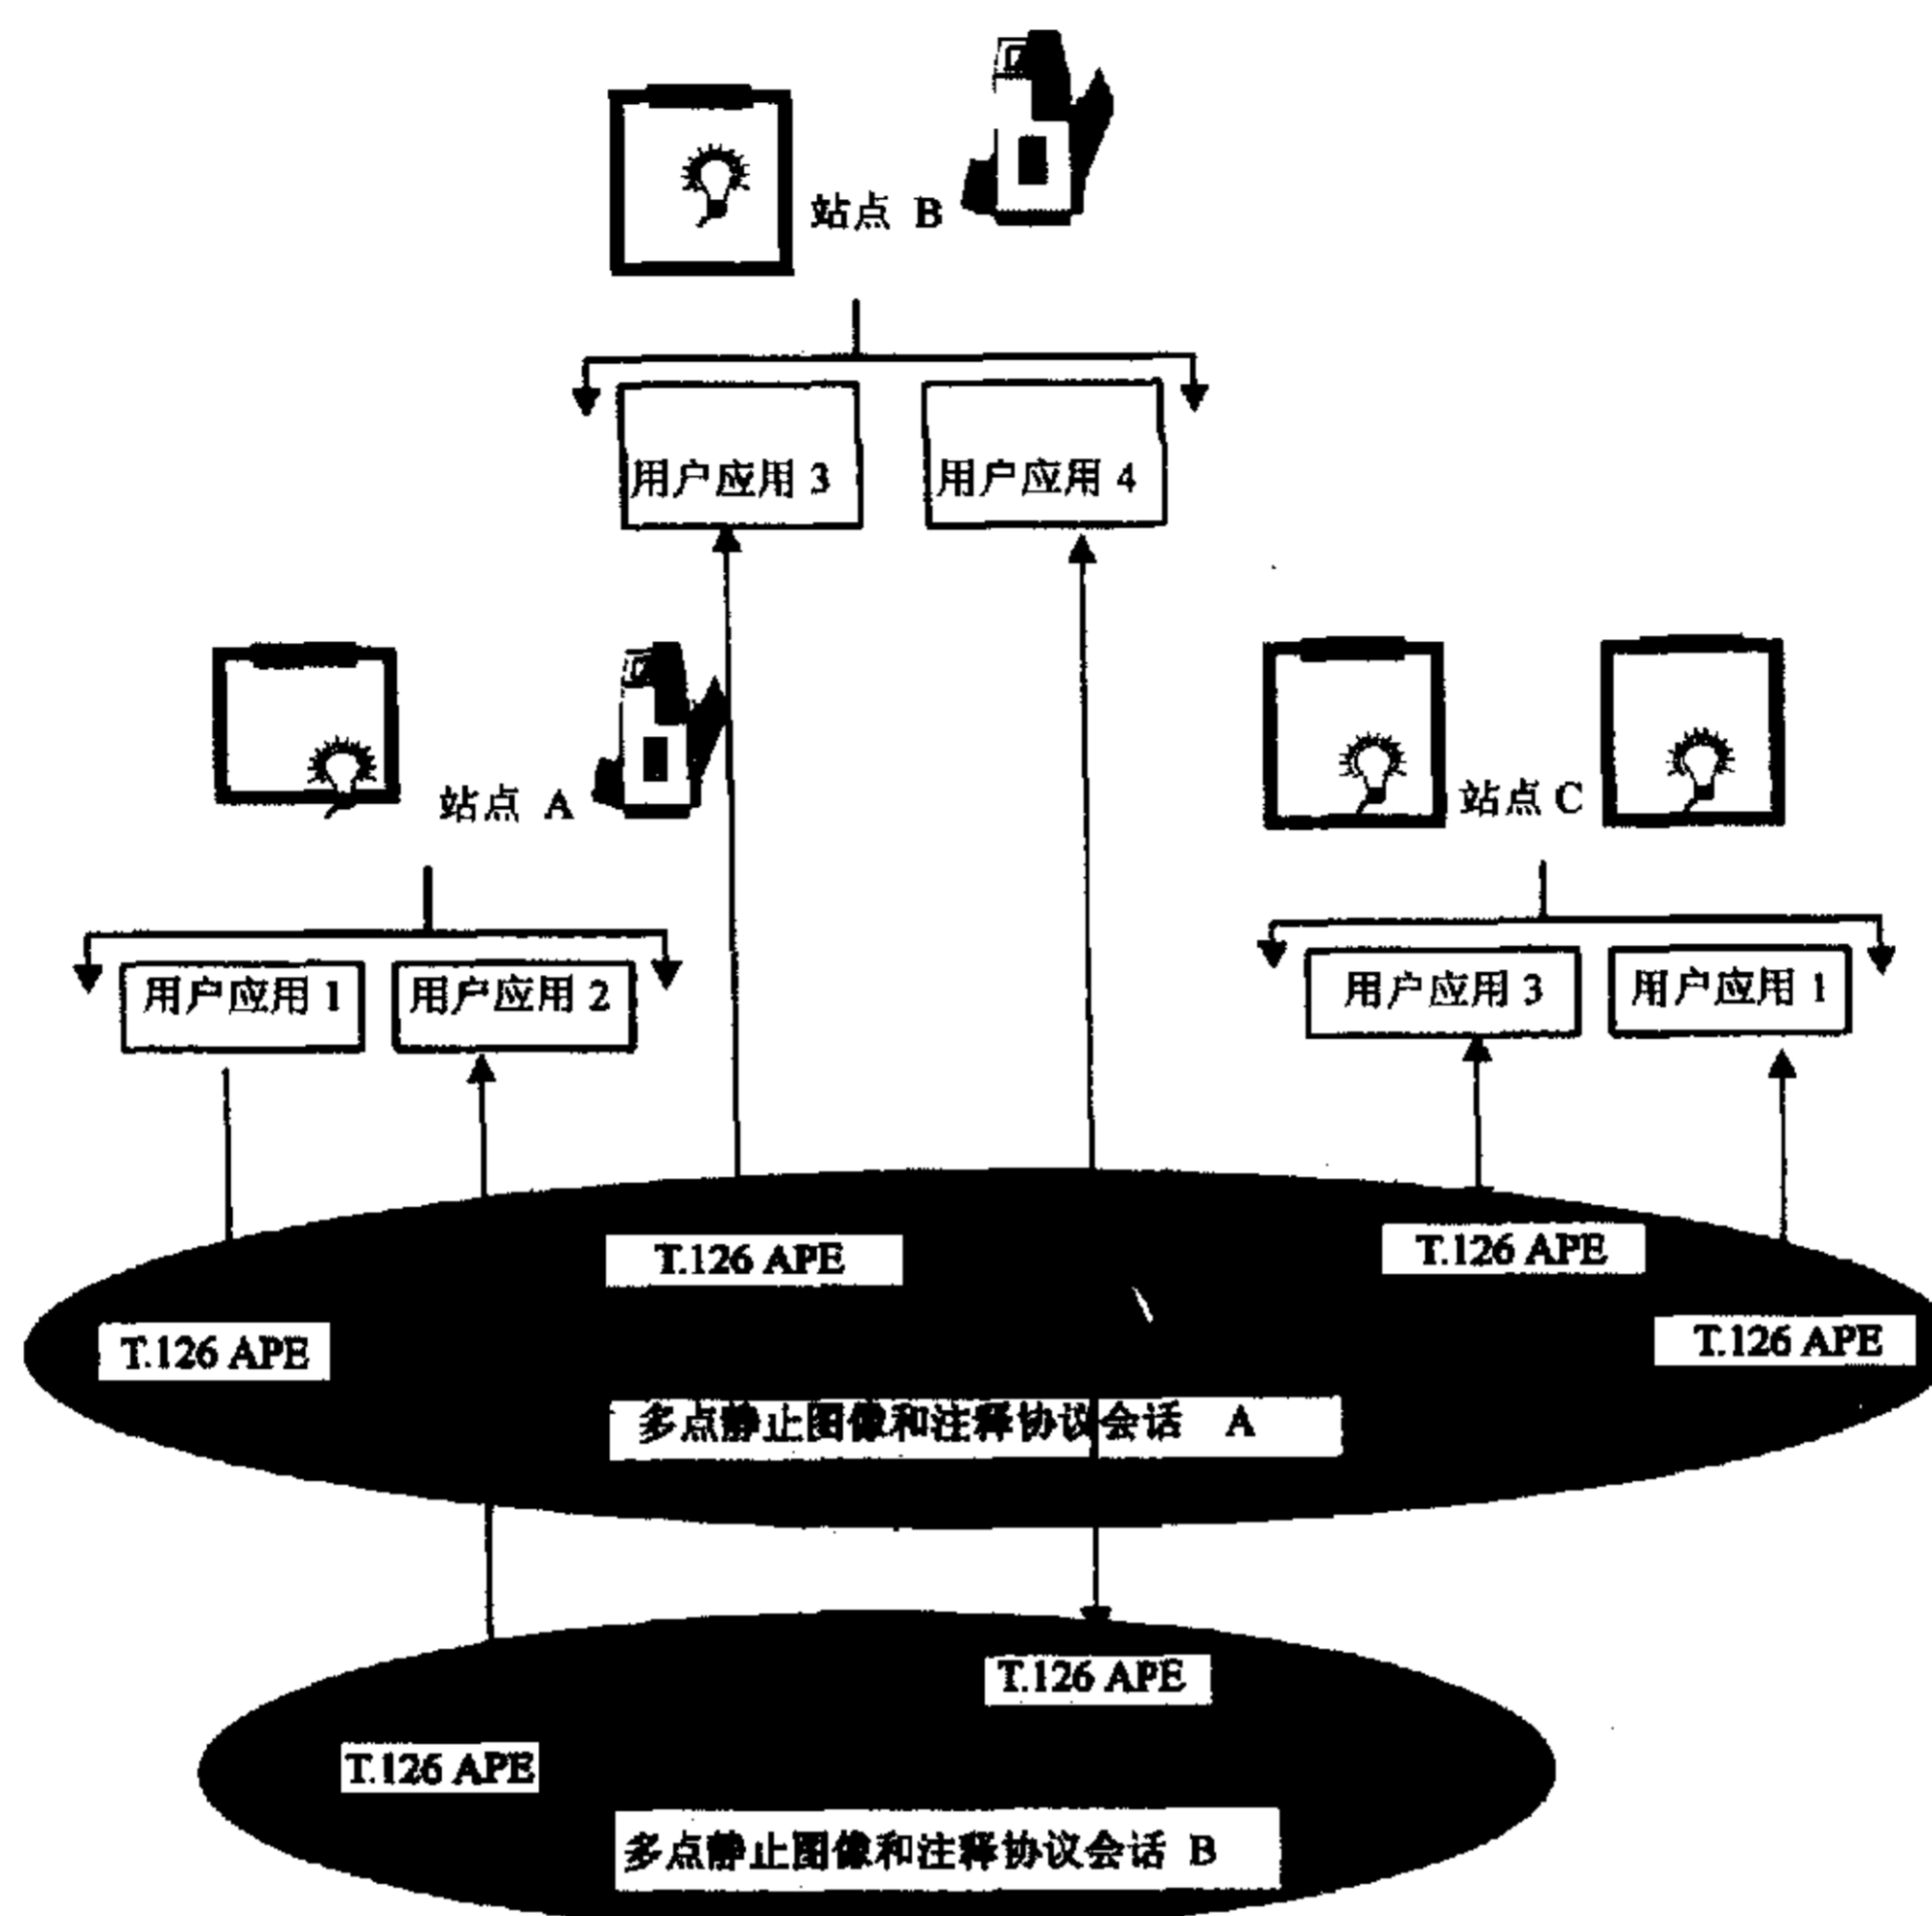 站点 B
用户应用 3
用户应用 4
站点 A
站点 C
用户应用 1
用户应用 2
用户应用 3
用户应用 1
T.126 APE
T.126 APE
T.126 APE
T.126 APE
多点静止图像和注释协议会话 A
T.126 APE
T.126 APE
多点静止图像和注释协议会话 B